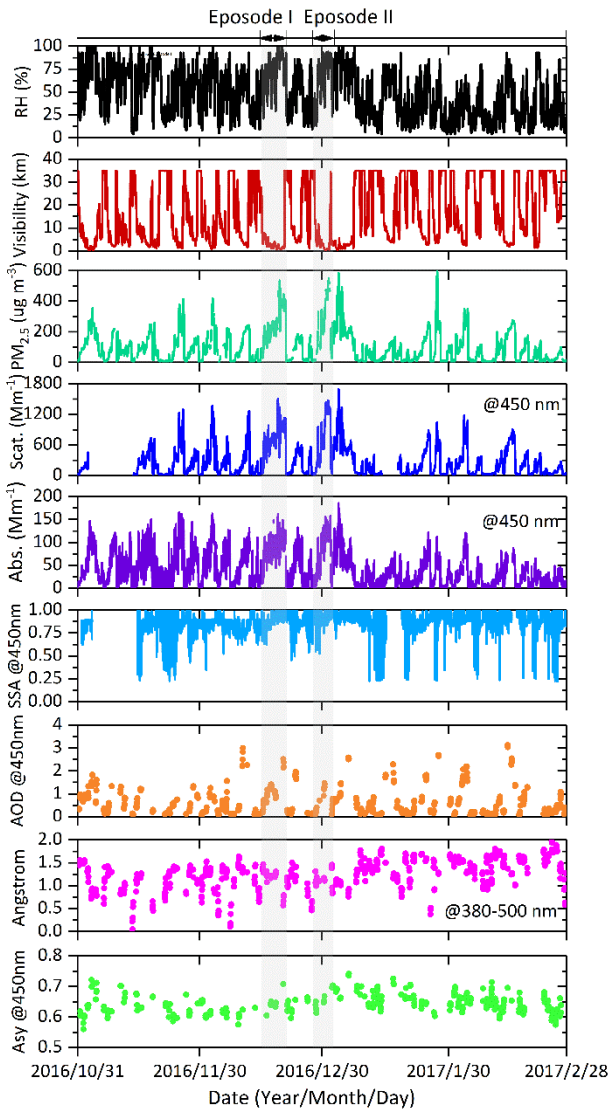 Eposode I Eposode II
100
75
50
25
0
RH (%)
40
30
20
10
0
Visibility (km)
600
400
200
0
PM2.5 (ug m-3)
1800
1200
600
0
Scat. (Mm-1)
@450 nm
200
150
100
50
0
Abs. (Mm-1)
@450 nm
1.00
0.75
0.50
0.25
0.00
SSA @450nm
4
3
2
1
0
AOD @450nm
2.0
1.5
1.0
0.5
0.0
Angstrom
@380-500 nm
0.8
0.7
0.6
0.5
Asy @450nm
2016/10/31 2016/11/30 2016/12/30 2017/1/30 2017/2/28
Date (Year/Month/Day)